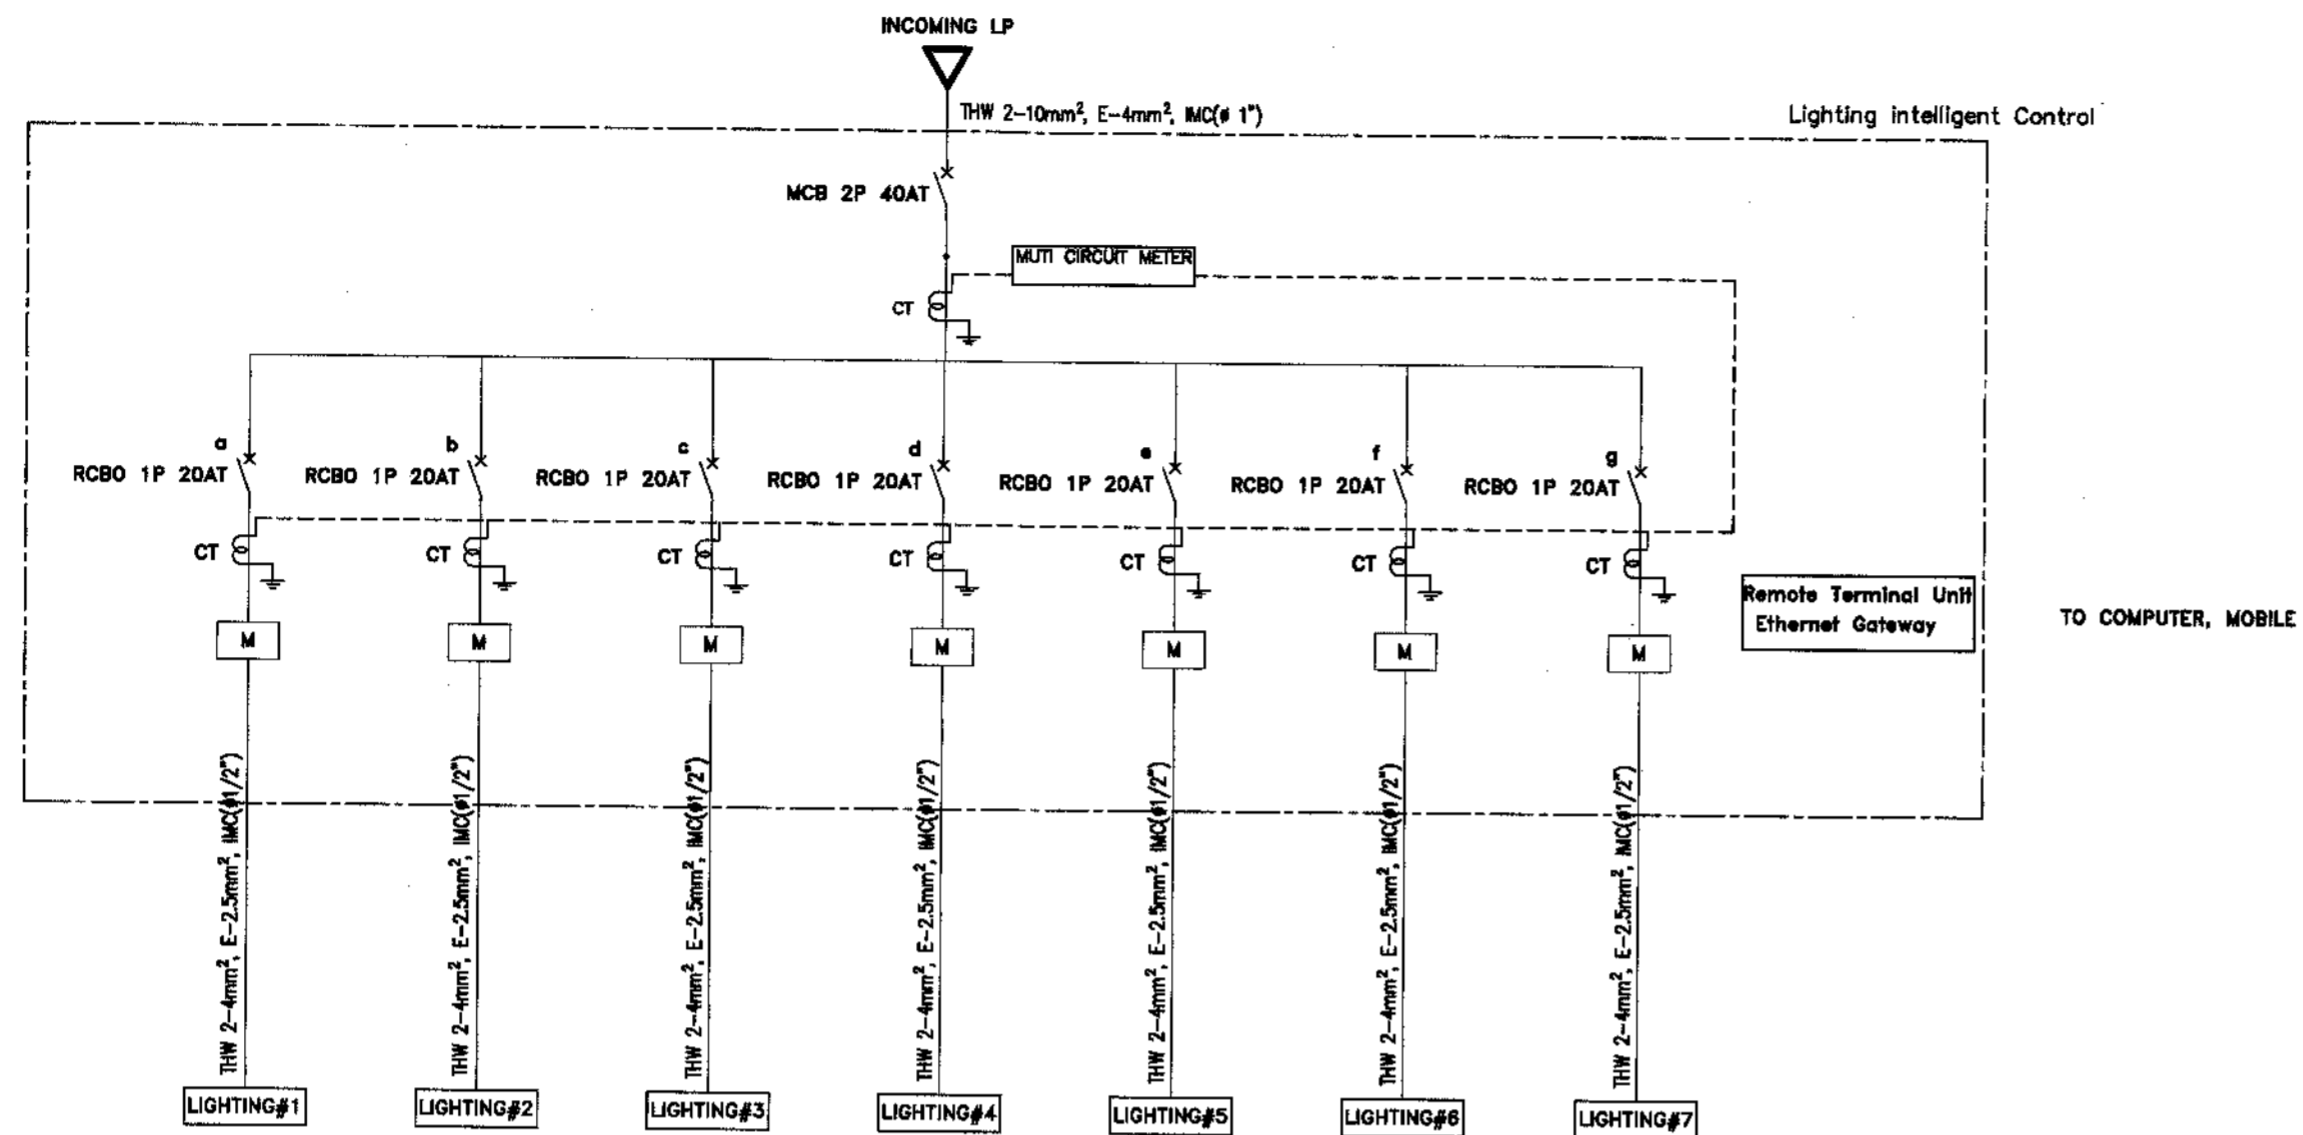 INCOMING LP
THW 2-10mm², E-4mm², IMC(ø 1")
Lighting intelligent Control
MCB 2P 40AT
MUTI CIRCUIT METER
CT
a
RCBO 1P 20AT
b
RCBO 1P 20AT
c
RCBO 1P 20AT
d
RCBO 1P 20AT
e
RCBO 1P 20AT
f
RCBO 1P 20AT
g
RCBO 1P 20AT
CT
CT
CT
CT
CT
CT
CT
M
M
M
M
M
M
M
Remote Terminal Unit
Ethernet Gateway
TO COMPUTER, MOBILE
THW 2-4mm², E-2.5mm², IMC(ø1/2")
THW 2-4mm², E-2.5mm², IMC(ø1/2")
THW 2-4mm², E-2.5mm², IMC(ø1/2")
THW 2-4mm², E-2.5mm², IMC(ø1/2")
THW 2-4mm², E-2.5mm², IMC(ø1/2")
THW 2-4mm², E-2.5mm², IMC(ø1/2")
THW 2-4mm², E-2.5mm², IMC(ø1/2")
LIGHTING#1
LIGHTING#2
LIGHTING#3
LIGHTING#4
LIGHTING#5
LIGHTING#6
LIGHTING#7